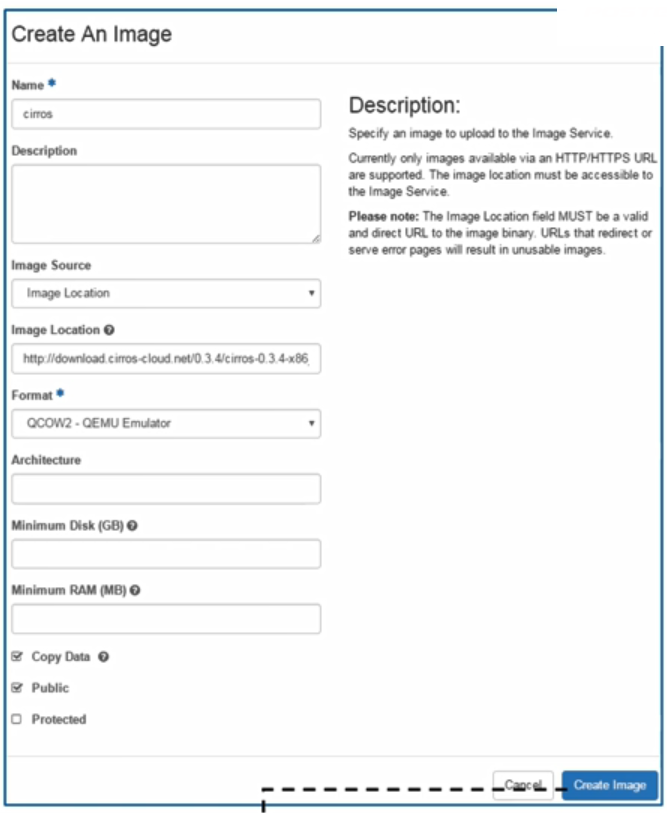 Create An Image
Name *
cirros
Description
Image Source
Image Location
Image Location
http://download.cirros-cloud.net/0.3.4/cirros-0.3.4-x86_
Format *
QCOW2 - QEMU Emulator
Architecture
Minimum Disk (GB)
Minimum RAM (MB)
Copy Data
Public
Protected
Description:
Specify an image to upload to the Image Service.
Currently only images available via an HTTP/HTTPS URL
are supported. The image location must be accessible to
the Image Service.
Please note: The Image Location field MUST be a valid
and direct URL to the image binary. URLs that redirect or
serve error pages will result in unusable images.
Cancel
Create Image